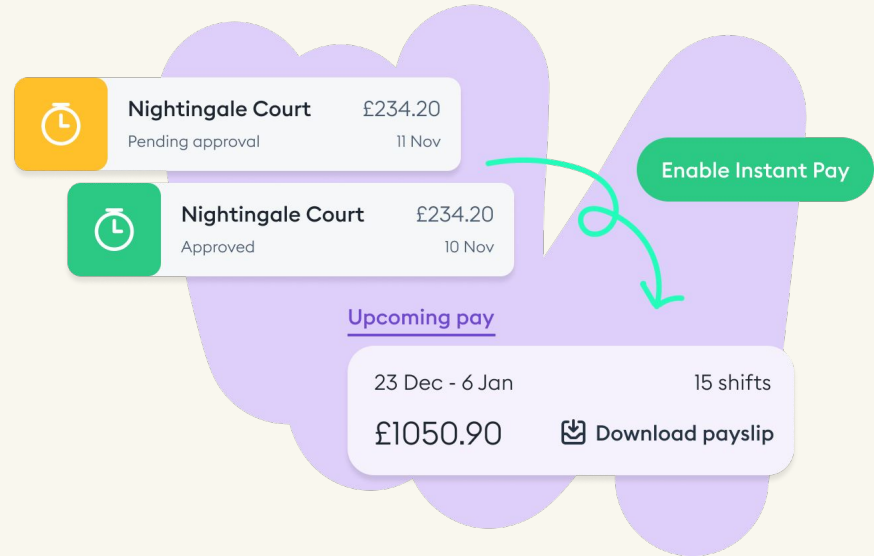 Nightingale Court £234.20
Pending approval 11 Nov
Enable Instant Pay
Nightingale Court £234.20
Approved 10 Nov
Upcoming pay
23 Dec - 6 Jan 15 shifts
£1050.90 Download payslip